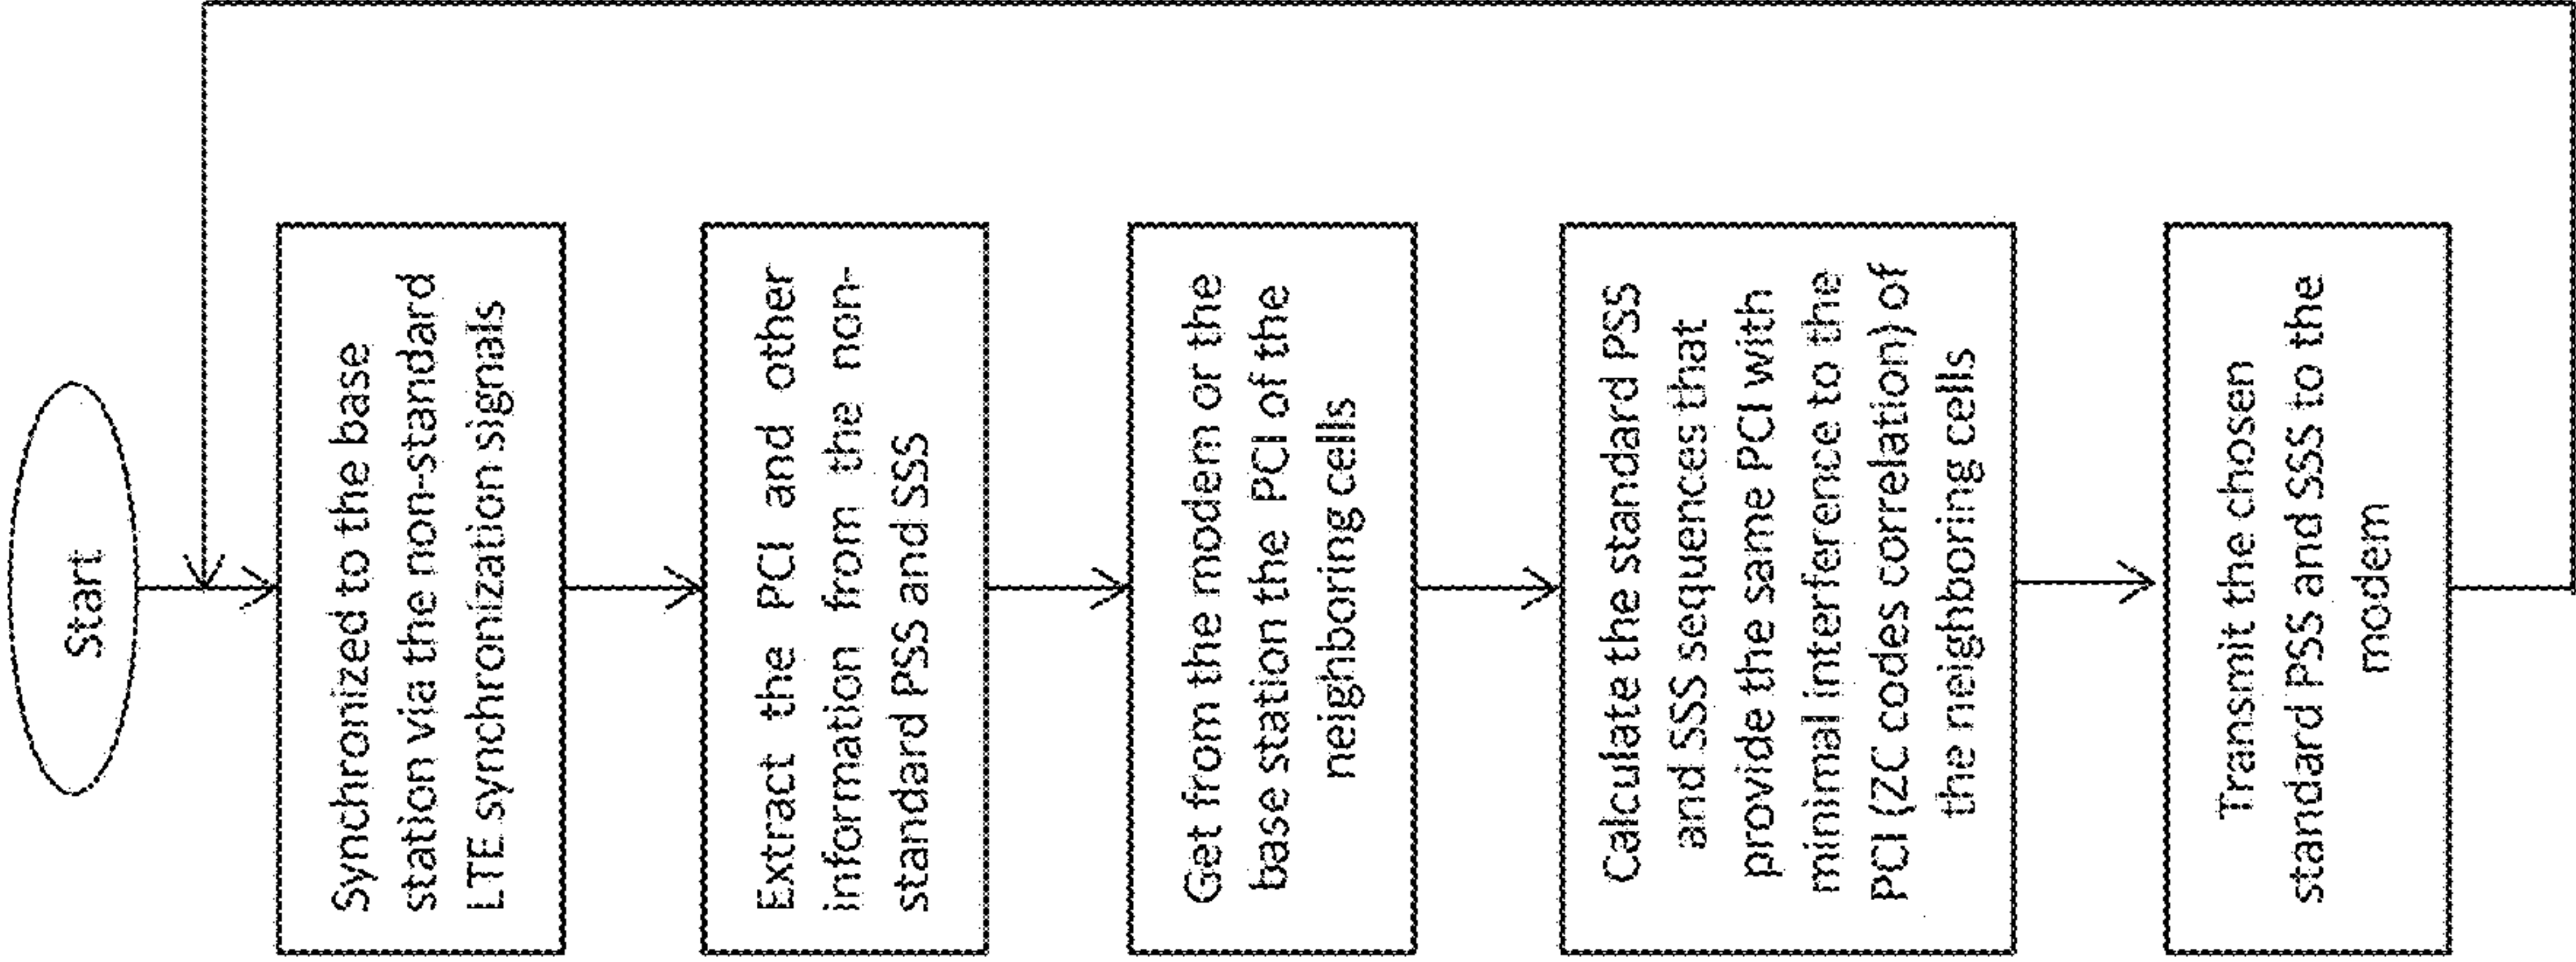 Start
Synchronized to the base
station via the non-standard
LTE synchronization signals
Extract the PCI and other
information from the non-
standard PSS and SSS
Get from the modem or the
base station the PCI of the
neighboring cells
Calculate the standard PSS
and SSS sequences that
provide the same PCI with
minimal interference to the
PCI (ZC codes correlation) of
the neighboring cells
Transmit the chosen
standard PSS and SSS to the
modem